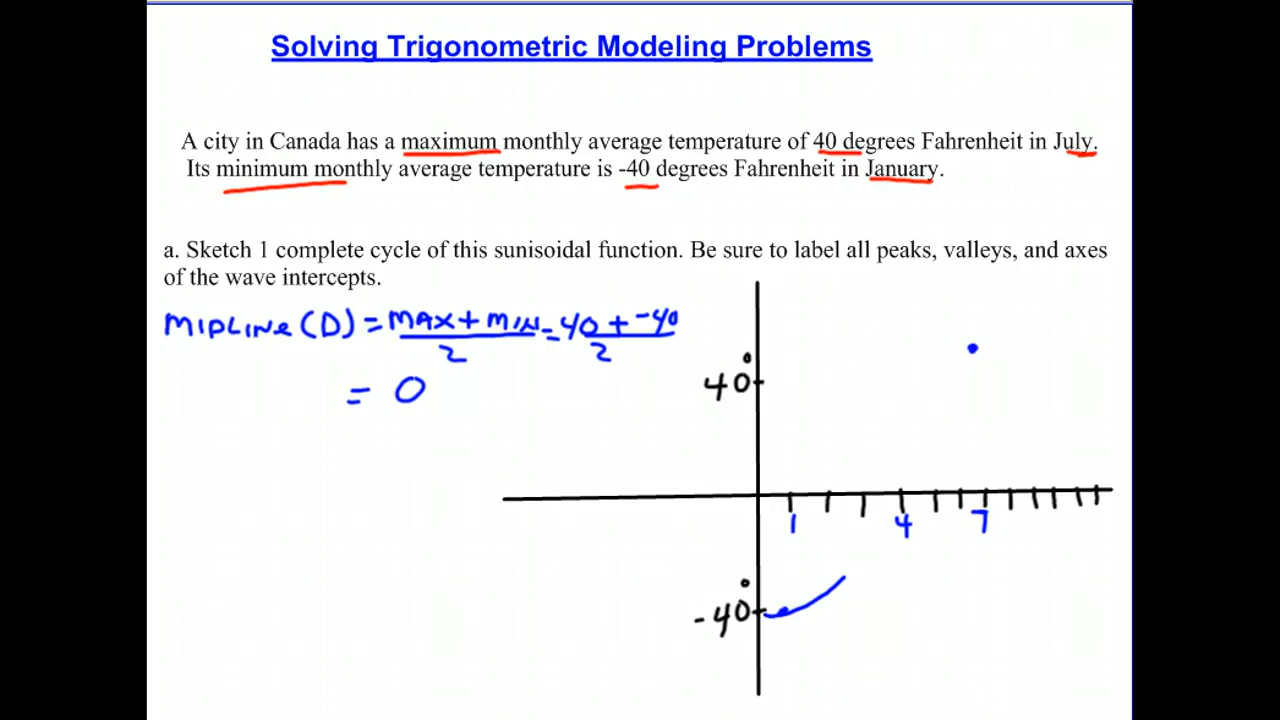 Solving Trigonometric Modeling Problems
A city in Canada has a maximum monthly average temperature of 40 degrees Fahrenheit in July.
Its minimum monthly average temperature is -40 degrees Fahrenheit in January.
a. Sketch 1 complete cycle of this sunisoidal function. Be sure to label all peaks, valleys, and axes
of the wave intercepts.
MIDLINE (D) = MAX + MIN = 40 + -40
2 2
= 0
40°
1 4 7
-40°